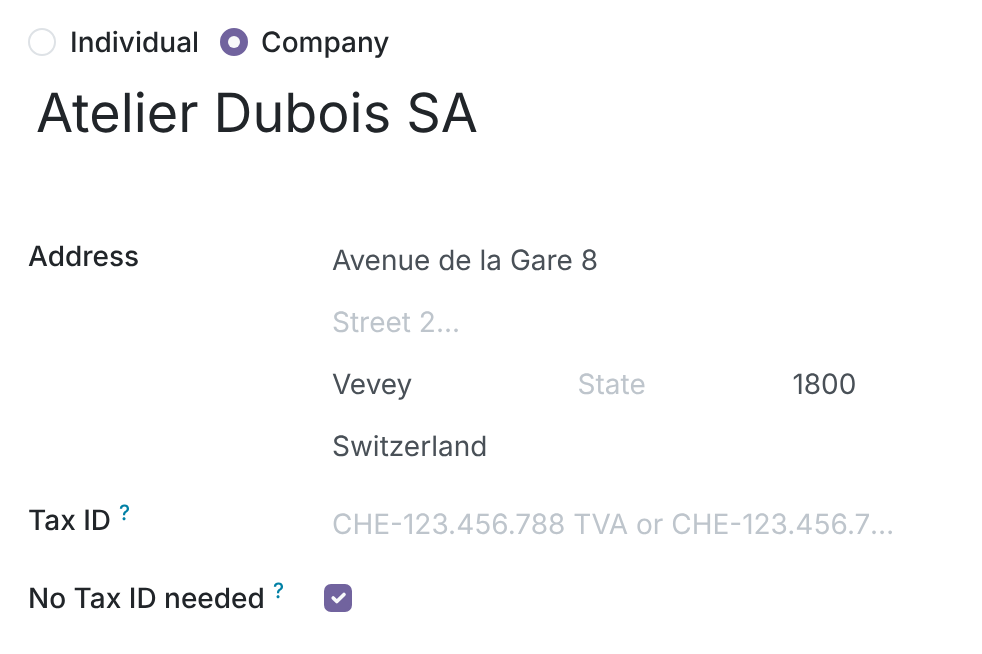 Individual Company
Atelier Dubois SA
Address Avenue de la Gare 8
Street 2...
Vevey State 1800
Switzerland
Tax ID ? CHE-123.456.788 TVA or CHE-123.456.7...
No Tax ID needed ?